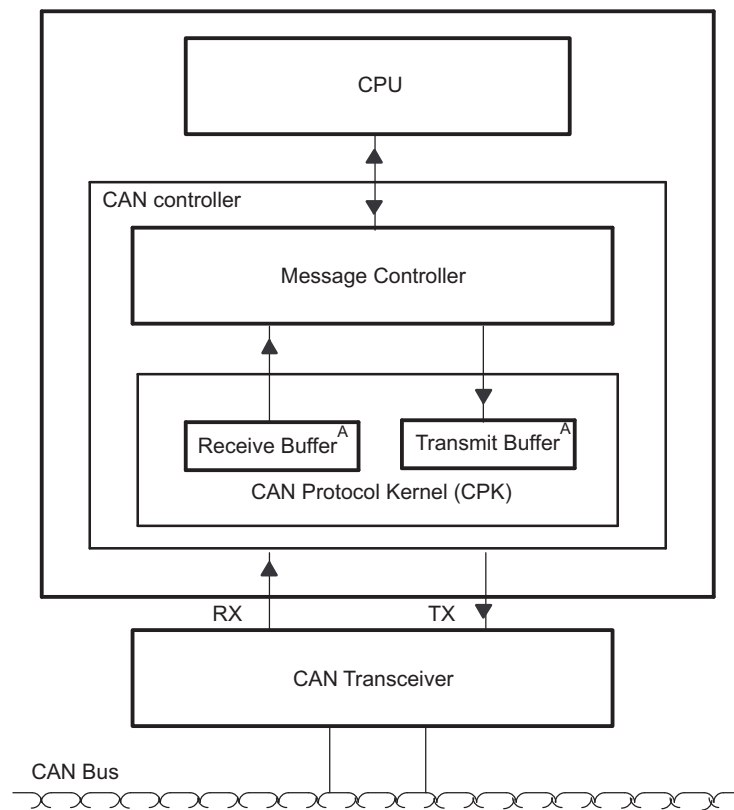 CPU
CAN controller
Message Controller
Receive Buffer A
Transmit Buffer A
CAN Protocol Kernel (CPK)
RX
TX
CAN Transceiver
CAN Bus